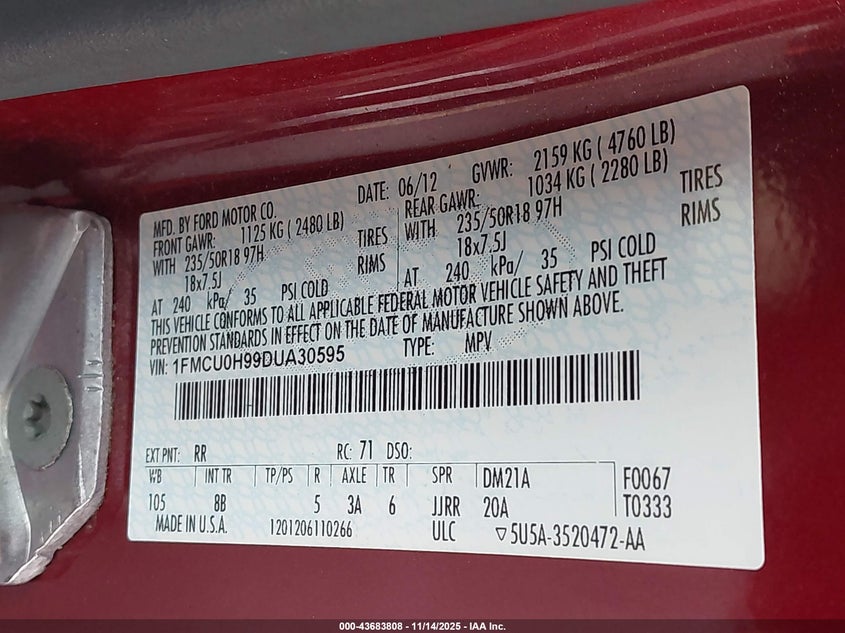 MFD. BY FORD MOTOR CO. DATE: 06/12 GVWR: 2159 KG ( 4760 LB)
FRONT GAWR: 1125 KG ( 2480 LB) REAR GAWR: 1034 KG ( 2280 LB)
WITH 235/50R18 97H TIRES WITH 235/50R18 97H TIRES
18x7.5J RIMS 18x7.5J RIMS
AT 240 kPa/ 35 PSI COLD AT 240 kPa/ 35 PSI COLD
THIS VEHICLE CONFORMS TO ALL APPLICABLE FEDERAL MOTOR VEHICLE SAFETY AND THEFT
PREVENTION STANDARDS IN EFFECT ON THE DATE OF MANUFACTURE SHOWN ABOVE.
VIN: 1FMCU0H99DUA30595 TYPE: MPV
EXT PNT: RR RC: 71 DSO:
WB INT TR TP/PS R AXLE TR SPR DM21A F0067
105 8B 5 3A 6 JJRR 20A T0333
MADE IN U.S.A. 1201206110266 ULC ▽5U5A-3520472-AA
000-43683808 - 11/14/2025 - IAA Inc.